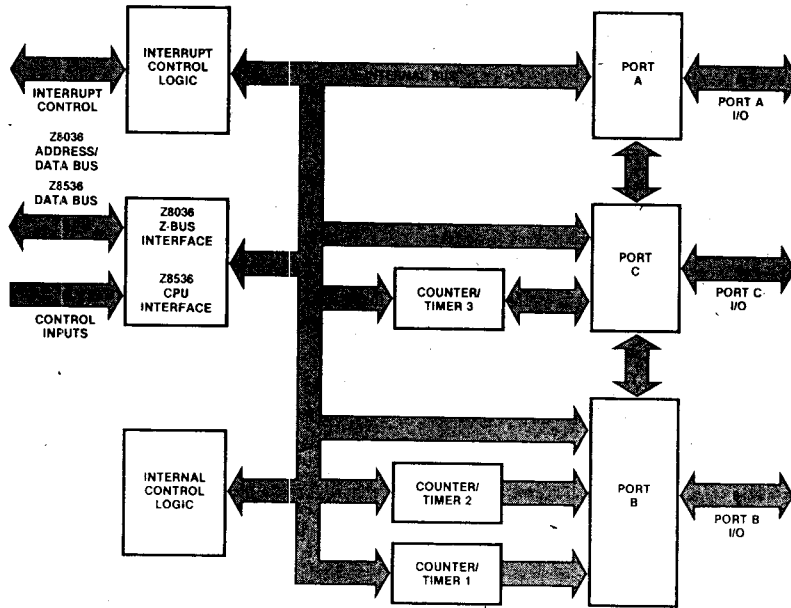 INTERRUPT
CONTROL
LOGIC
INTERNAL BUS
PORT
A
INTERRUPT
CONTROL
PORT A
I/O
Z8036
ADDRESS/
DATA BUS
Z8536
DATA BUS
Z8036
Z-BUS
INTERFACE
Z8536
CPU
INTERFACE
CONTROL
INPUTS
PORT
C
COUNTER/
TIMER 3
PORT C
I/O
INTERNAL
CONTROL
LOGIC
COUNTER/
TIMER 2
PORT
B
PORT B
I/O
COUNTER/
TIMER 1